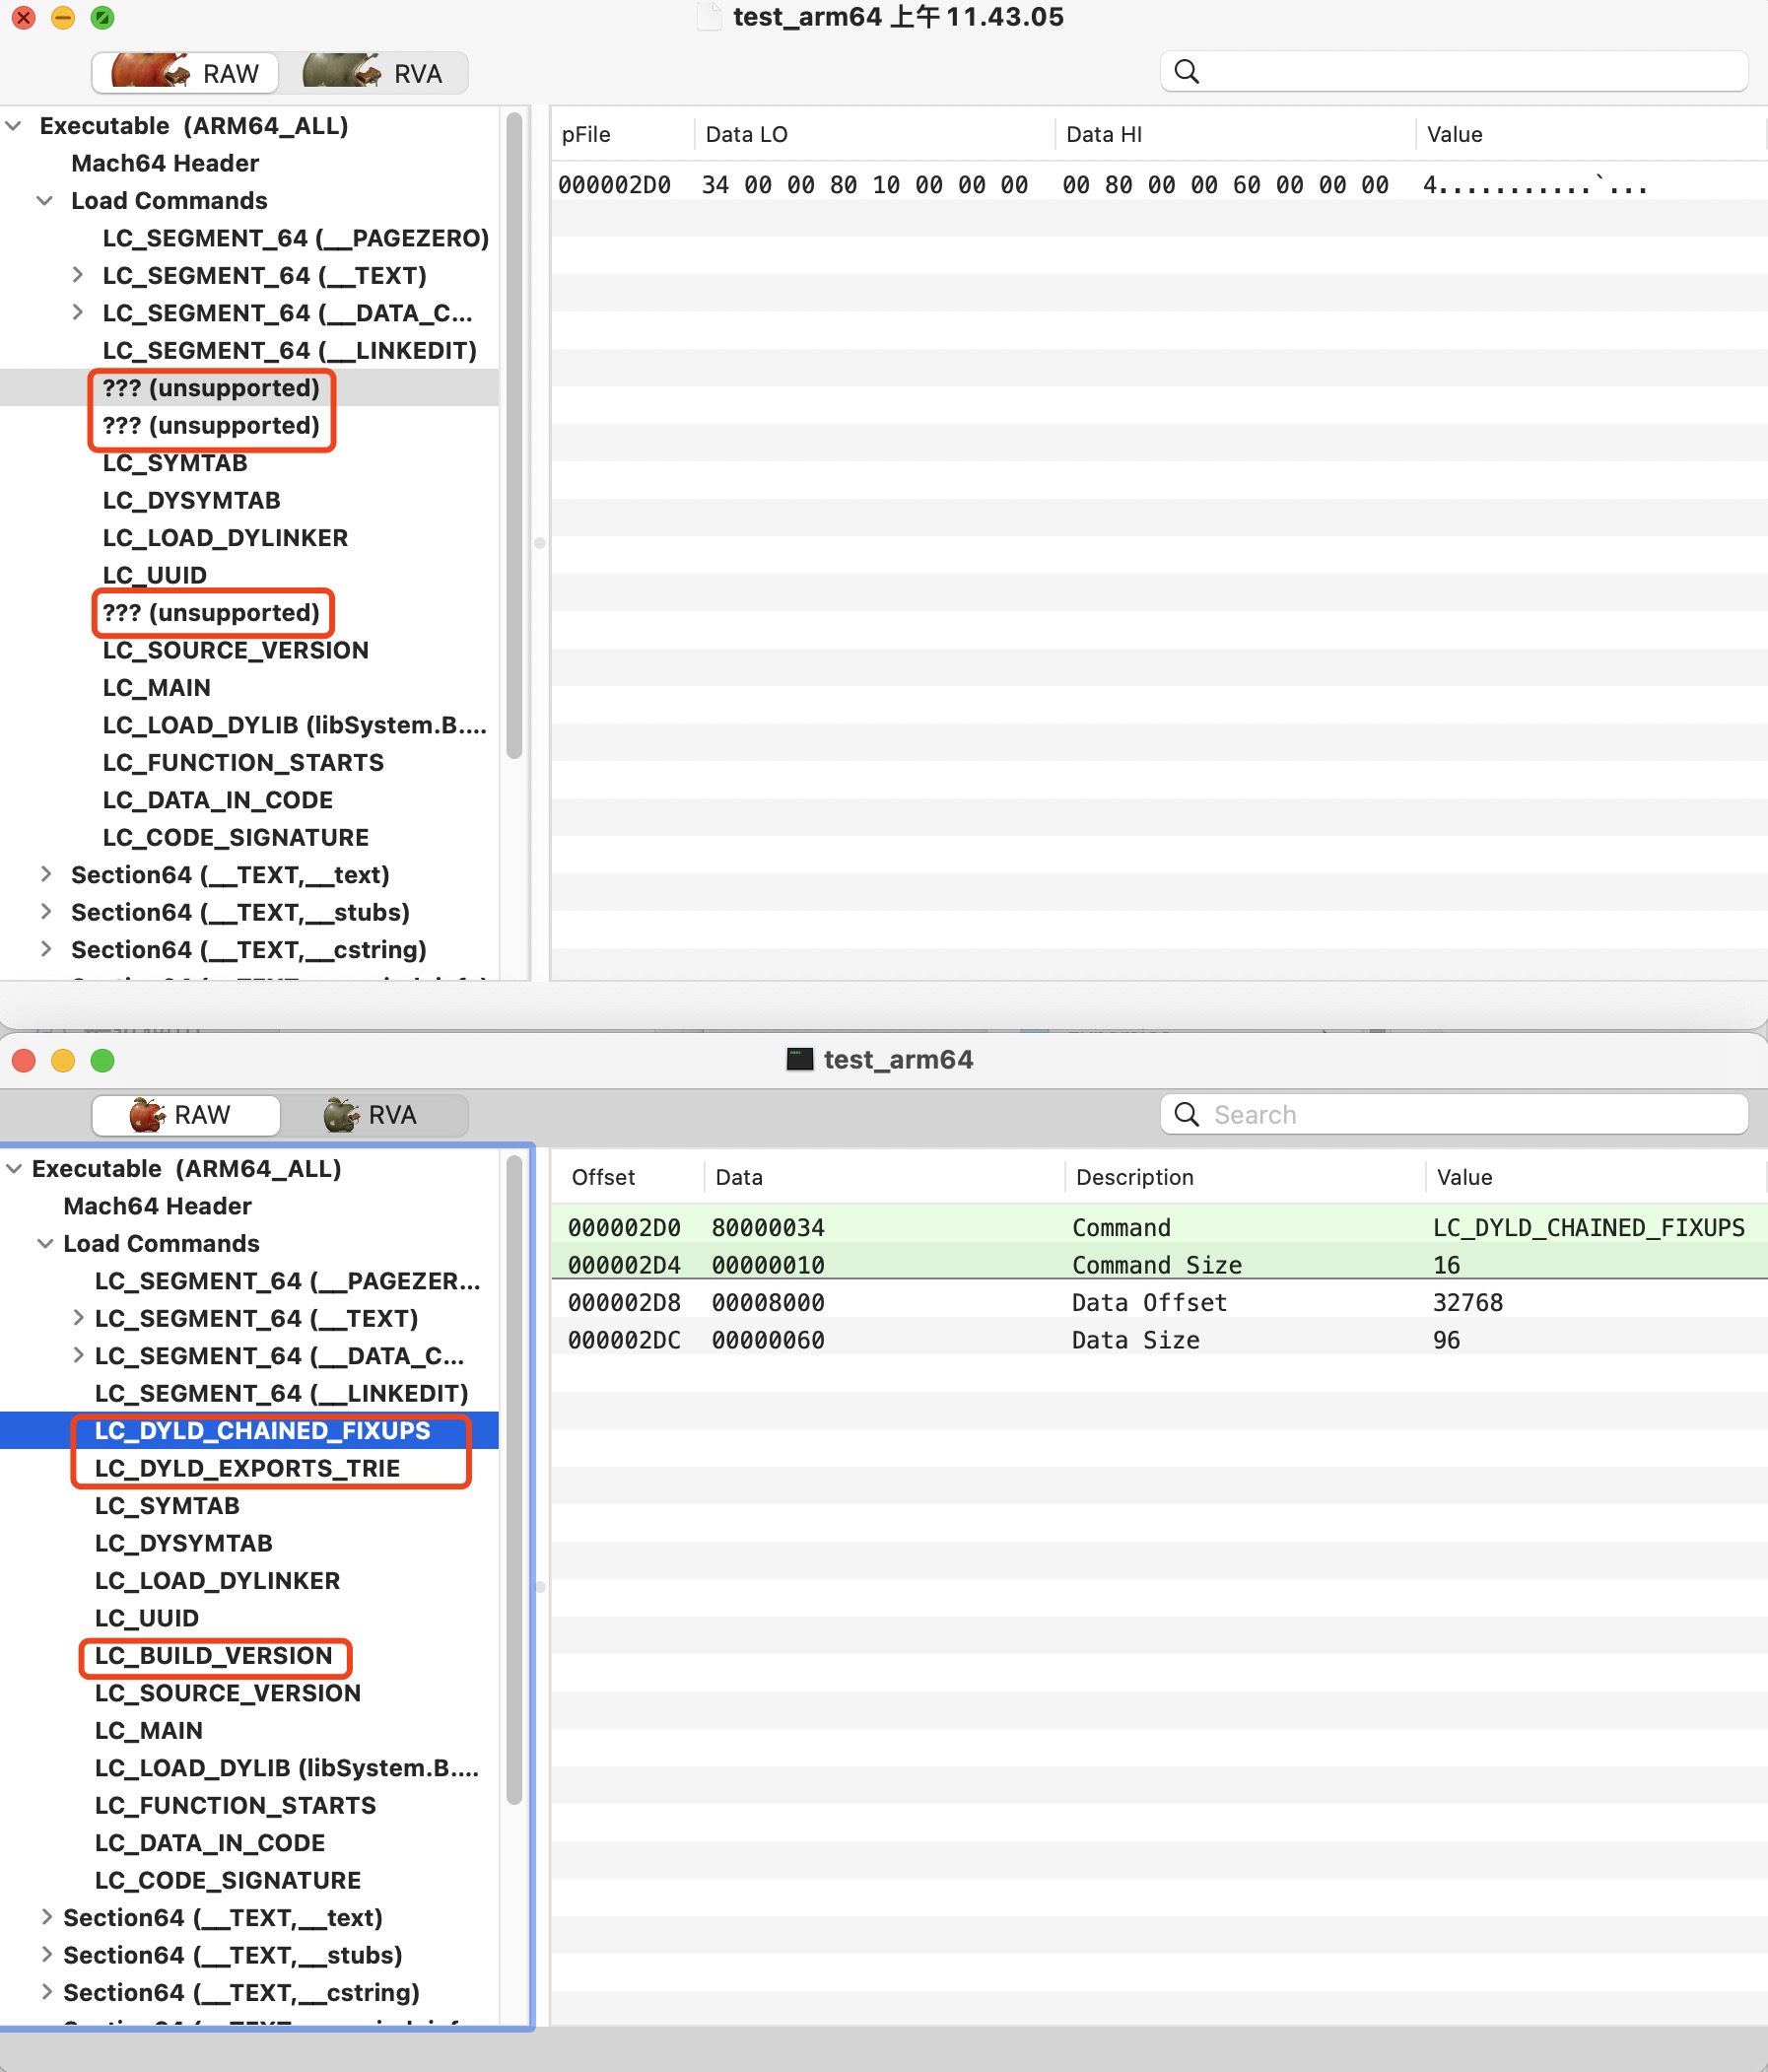 test_arm64 上午 11.43.05
RAW RVA
Executable (ARM64_ALL)
Mach64 Header
Load Commands
LC_SEGMENT_64 (__PAGEZERO)
LC_SEGMENT_64 (__TEXT)
LC_SEGMENT_64 (__DATA_C...
LC_SEGMENT_64 (__LINKEDIT)
??? (unsupported)
??? (unsupported)
LC_SYMTAB
LC_DYSYMTAB
LC_LOAD_DYLINKER
LC_UUID
??? (unsupported)
LC_SOURCE_VERSION
LC_MAIN
LC_LOAD_DYLIB (libSystem.B....
LC_FUNCTION_STARTS
LC_DATA_IN_CODE
LC_CODE_SIGNATURE
Section64 (__TEXT,__text)
Section64 (__TEXT,__stubs)
Section64 (__TEXT,__cstring)
pFile Data LO Data HI Value
000002D0 34 00 00 80 10 00 00 00 00 80 00 00 60 00 00 00 4...........`...
test_arm64
RAW RVA
Search
Executable (ARM64_ALL)
Mach64 Header
Load Commands
LC_SEGMENT_64 (__PAGEZER...
LC_SEGMENT_64 (__TEXT)
LC_SEGMENT_64 (__DATA_C...
LC_SEGMENT_64 (__LINKEDIT)
LC_DYLD_CHAINED_FIXUPS
LC_DYLD_EXPORTS_TRIE
LC_SYMTAB
LC_DYSYMTAB
LC_LOAD_DYLINKER
LC_UUID
LC_BUILD_VERSION
LC_SOURCE_VERSION
LC_MAIN
LC_LOAD_DYLIB (libSystem.B....
LC_FUNCTION_STARTS
LC_DATA_IN_CODE
LC_CODE_SIGNATURE
Section64 (__TEXT,__text)
Section64 (__TEXT,__stubs)
Section64 (__TEXT,__cstring)
Offset Data Description Value
000002D0 80000034 Command LC_DYLD_CHAINED_FIXUPS
000002D4 00000010 Command Size 16
000002D8 00008000 Data Offset 32768
000002DC 00000060 Data Size 96